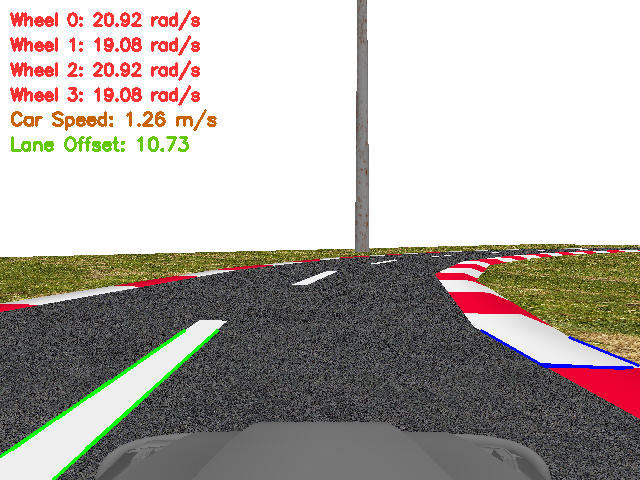 Wheel 0: 20.92 rad/s
Wheel 1: 19.08 rad/s
Wheel 2: 20.92 rad/s
Wheel 3: 19.08 rad/s
Car Speed: 1.26 m/s
Lane Offset: 10.73